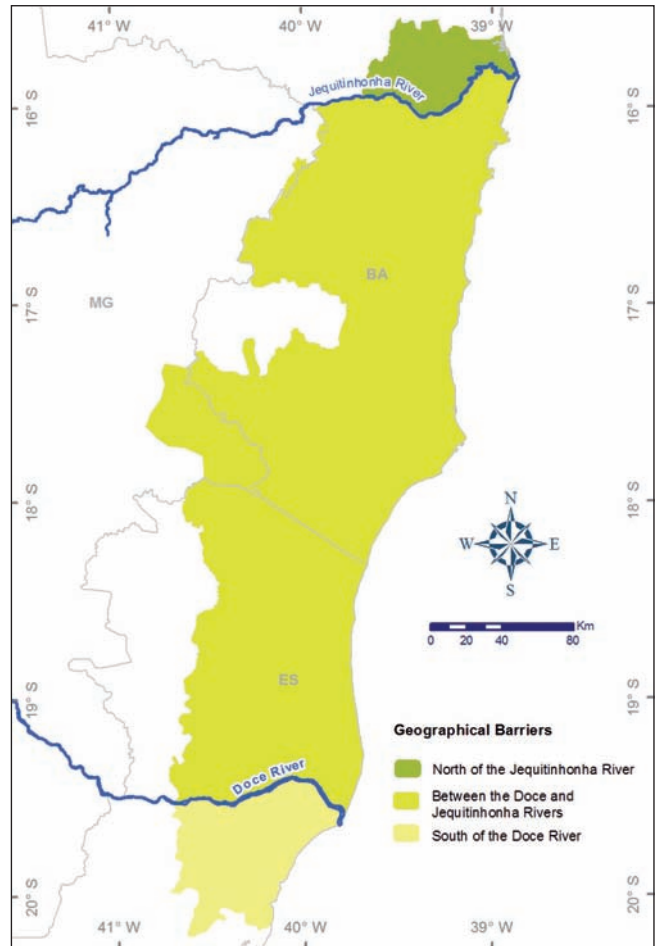 41° W 40° W 39° W
Jequitinhonha River
16° S 16° S
BA
MG
17° S 17° S
18° S 18° S
N
W E
S
Km
0 20 40 80
ES
19° S 19° S
Geographical Barriers
North of the Jequitinhonha River
Doce River
Between the Doce and
Jequitinhonha Rivers
South of the Doce River
20° S 20° S
41° W 40° W 39° W